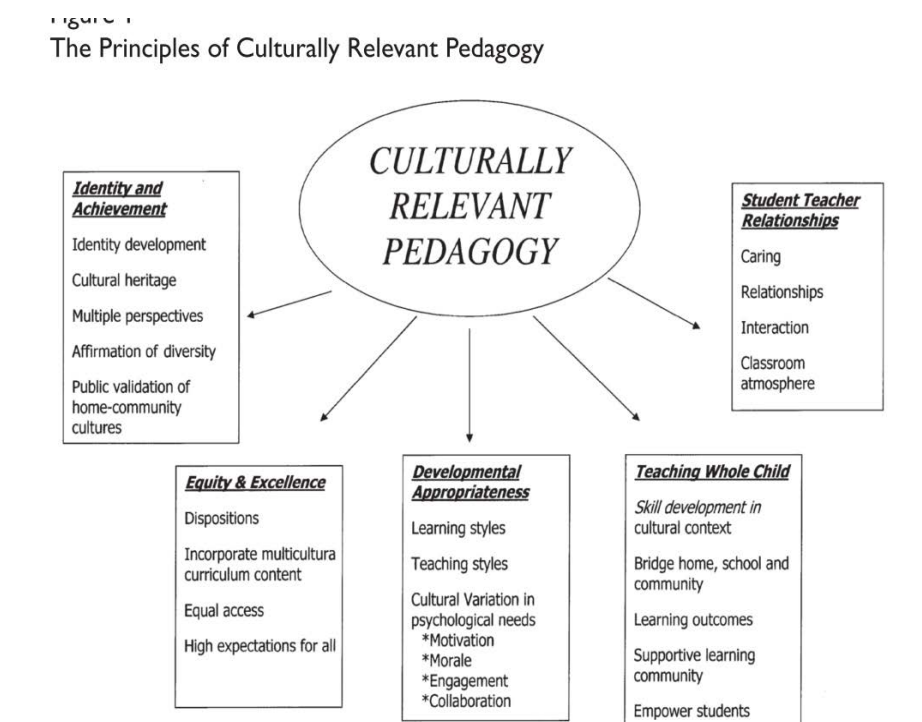 Figure 1
The Principles of Culturally Relevant Pedagogy
CULTURALLY
RELEVANT
PEDAGOGY
Identity and
Achievement
Identity development
Cultural heritage
Multiple perspectives
Affirmation of diversity
Public validation of
home-community
cultures
Student Teacher
Relationships
Caring
Relationships
Interaction
Classroom
atmosphere
Equity & Excellence
Dispositions
Incorporate multicultura
curriculum content
Equal access
High expectations for all
Developmental
Appropriateness
Learning styles
Teaching styles
Cultural Variation in
psychological needs
*Motivation
*Morale
*Engagement
*Collaboration
Teaching Whole Child
Skill development in
cultural context
Bridge home, school and
community
Learning outcomes
Supportive learning
community
Empower students